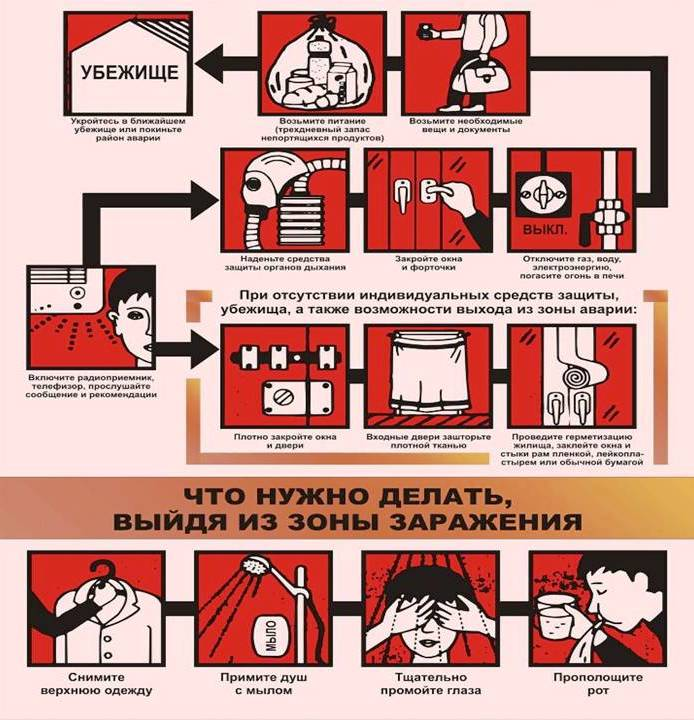 УБЕЖИЩЕ
Укройтесь в ближайшем
убежище или покиньте
район аварии
Возьмите питание
(трехдневный запас
непортящихся продуктов)
Возьмите необходимые
вещи и документы
ВЫКЛ.
Наденьте средства
защиты органов дыхания
Закройте окна
и форточки
Отключите газ, воду,
электроэнергию,
погасите огонь в печи
Включите радиоприемник,
телефизор, прослушайте
сообщение и рекомендации
При отсутствии индивидуальных средств защиты,
убежища, а также возможности выхода из зоны аварии:
Плотно закройте окна
и двери
Входные двери зашторьте
плотной тканью
Проведите герметизацию
жилища, заклейте окна и
стыки рам пленкой, лейкопла-
стырем или обычной бумагой
ЧТО НУЖНО ДЕЛАТЬ,
ВЫЙДЯ ИЗ ЗОНЫ ЗАРАЖЕНИЯ
МЫЛО
Снимите
верхнюю одежду
Примите душ
с мылом
Тщательно
промойте глаза
Прополощите
рот